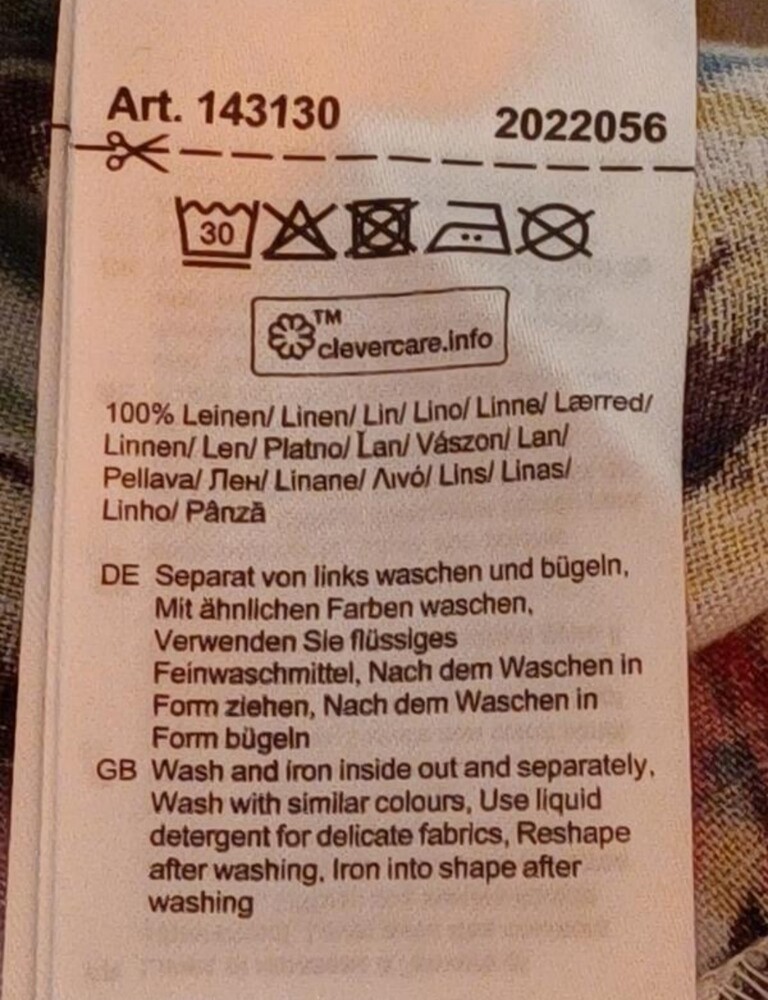 Art. 143130 2022056
30
TM
clevercare.info
100% Leinen/ Linen/ Lin/ Lino/ Linne/ Lærred/
Linnen/ Len/ Platno/ Ľan/ Vászon/ Lan/
Pellava/ Лен/ Linane/ Λινό/ Lins/ Linas/
Linho/ Pânză
DE Separat von links waschen und bügeln,
Mit ähnlichen Farben waschen,
Verwenden Sie flüssiges
Feinwaschmittel, Nach dem Waschen in
Form ziehen, Nach dem Waschen in
Form bügeln
GB Wash and iron inside out and separately,
Wash with similar colours, Use liquid
detergent for delicate fabrics, Reshape
after washing, Iron into shape after
washing